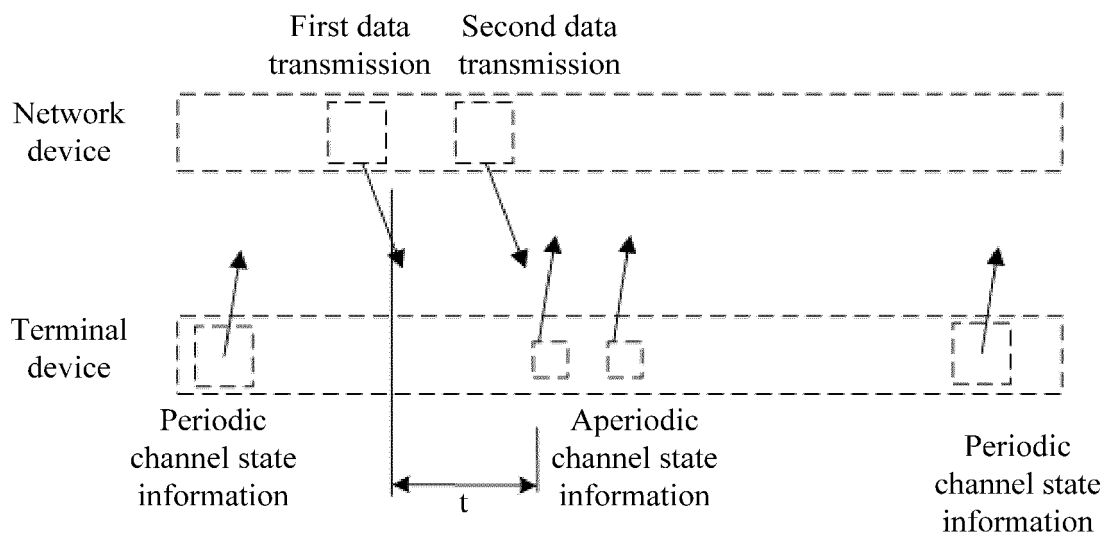 First data
transmission
Second data
transmission
Network
device
Terminal
device
Periodic
channel state
information
t
Aperiodic
channel state
information
Periodic
channel state
information